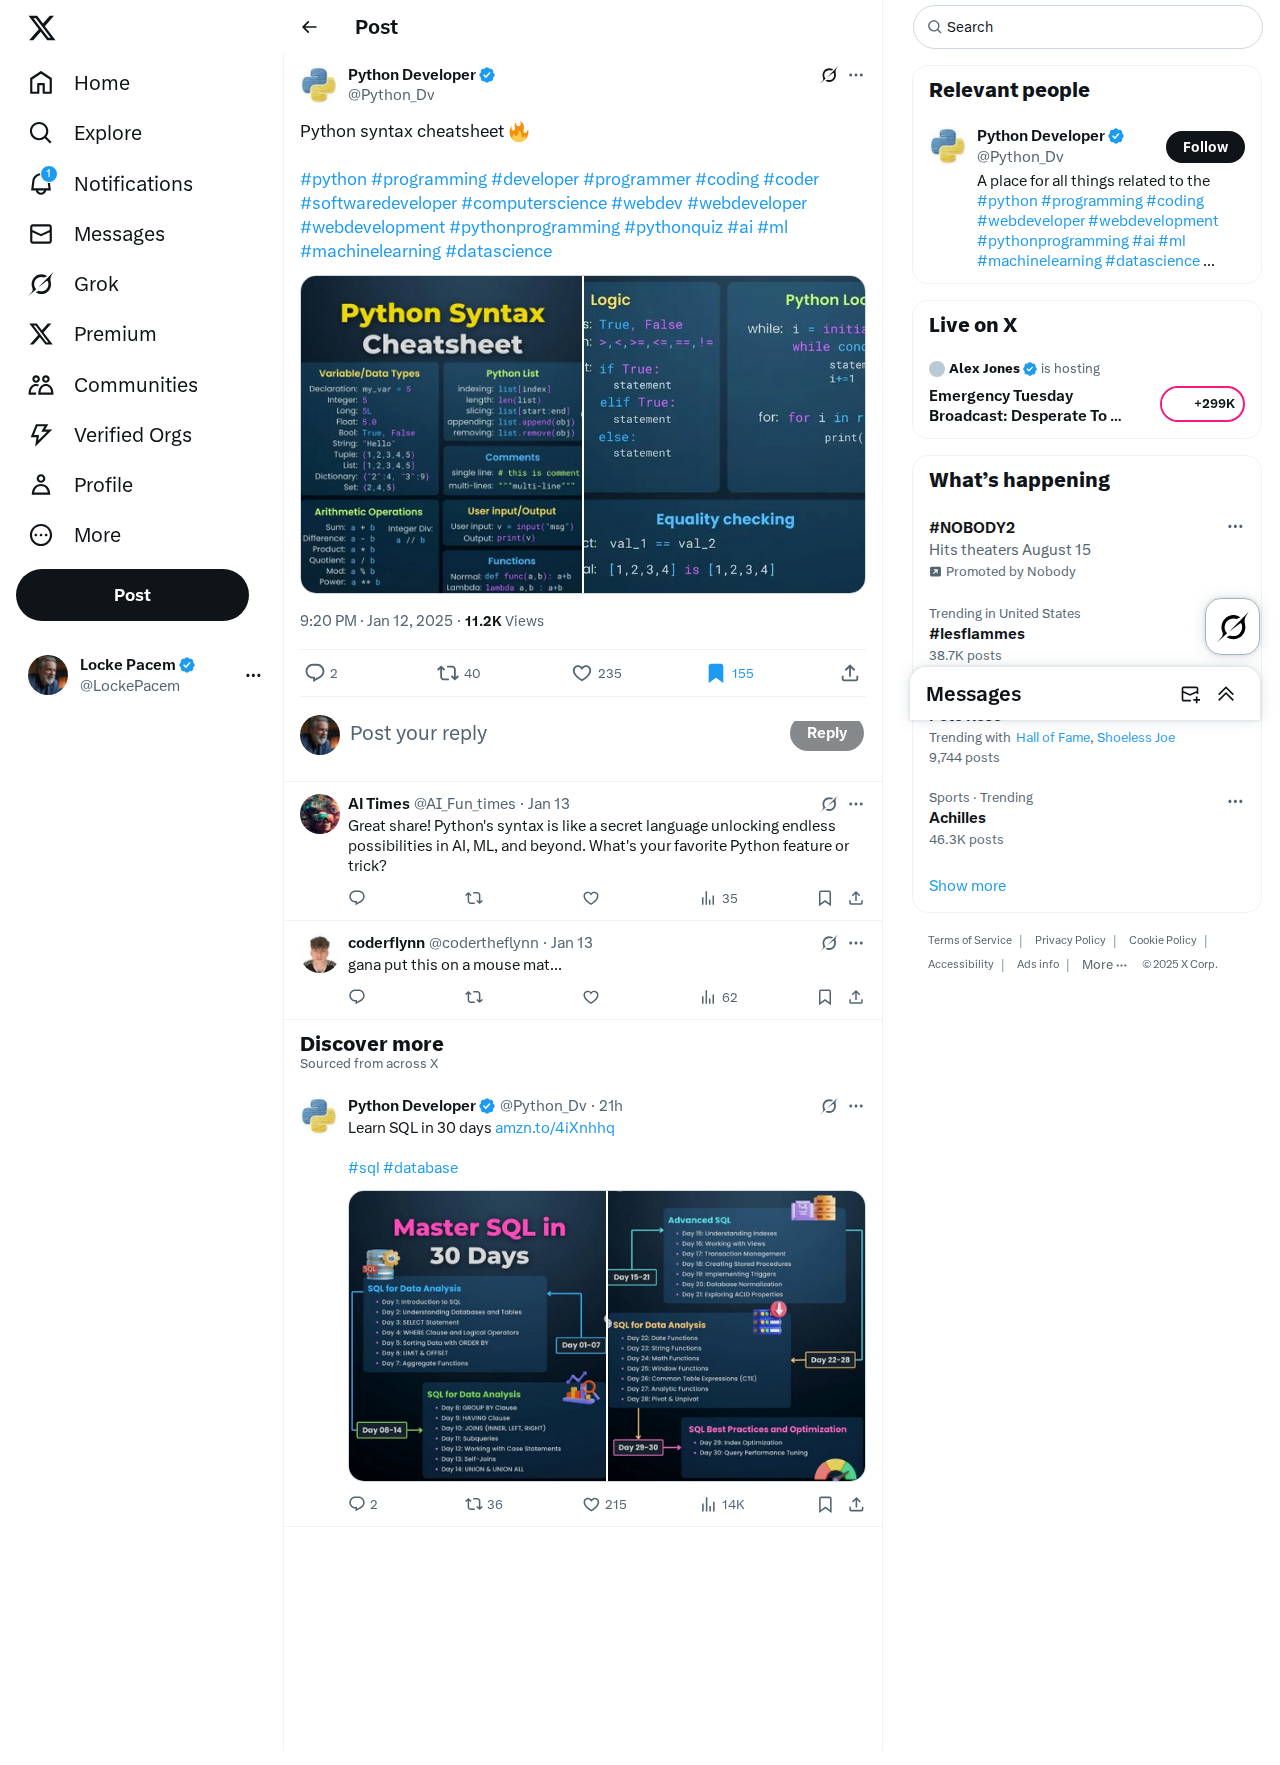 Home
Explore
1
Notifications
Messages
Grok
Premium
Communities
Verified Orgs
Profile
More
Post
Locke Pacem
@LockePacem
Post
Python Developer
@Python_Dv
Python syntax cheatsheet
#python #programming #developer #programmer #coding #coder
#softwaredeveloper #computerscience #webdev #webdeveloper
#webdevelopment #pythonprogramming #pythonquiz #ai #ml
#machinelearning #datascience
Python Syntax
Cheatsheet
Variable/Data Types
Declaration: my_var = 5
Integer: 5
Long: 5L
Float: 5.0
Bool: True, False
String: "Hello"
Tuple: (1,2,3,4,5)
List: [1,2,3,4,5]
Dictionary: {"2":4, "3":9}
Set: {2,4,5}
Python List
indexing: list[index]
length: len(list)
slicing: list[start:end]
appending: list.append(obj)
removing: list.remove(obj)
Comments
single line: # this is comment
multi-lines: """multi-line"""
Arithmetic Operations
Sum: a + b
Difference: a - b
Product: a * b
Quotient: a / b
Mod: a % b
Power: a ** b
Integer Div:
a // b
User input/Output
User input: v = input("msg")
Output: print(v)
Functions
Normal: def func(a,b): a+b
Lambda: lambda a,b : a+b
Logic
s: True, False
: >,<,>=,<=,==,!=
t: if True:
statement
elif True:
statement
else:
statement
Python Loo
while: i = initia
while cond
statem
i+=1
for: for i in r
print(
Equality checking
ct: val_1 == val_2
al: [1,2,3,4] is [1,2,3,4]
9:20 PM · Jan 12, 2025 · 11.2K Views
2
40
235
155
Post your reply
Reply
AI Times @AI_Fun_times · Jan 13
Great share! Python's syntax is like a secret language unlocking endless
possibilities in AI, ML, and beyond. What's your favorite Python feature or
trick?
35
coderflynn @codertheflynn · Jan 13
gana put this on a mouse mat...
62
Discover more
Sourced from across X
Python Developer @Python_Dv · 21h
Learn SQL in 30 days amzn.to/4iXnhhq
#sql #database
Master SQL in
30 Days
SQL
SQL for Data Analysis
• Day 1: Introduction to SQL
• Day 2: Understanding Databases and Tables
• Day 3: SELECT Statement
• Day 4: WHERE Clause and Logical Operators
• Day 5: Sorting Data with ORDER BY
• Day 6: LIMIT & OFFSET
• Day 7: Aggregate Functions
Day 01-07
SQL for Data Analysis
• Day 8: GROUP BY Clause
• Day 9: HAVING Clause
• Day 10: JOINS (INNER, LEFT, RIGHT)
• Day 11: Subqueries
• Day 12: Working with Case Statements
• Day 13: Self-Joins
• Day 14: UNION & UNION ALL
Day 08-14
Advanced SQL
• Day 15: Understanding Indexes
• Day 16: Working with Views
• Day 17: Transaction Management
• Day 18: Creating Stored Procedures
• Day 19: Implementing Triggers
• Day 20: Database Normalization
• Day 21: Exploring ACID Properties
Day 15-21
SQL for Data Analysis
• Day 22: Date Functions
• Day 23: String Functions
• Day 24: Math Functions
• Day 25: Window Functions
• Day 26: Common Table Expressions (CTE)
• Day 27: Analytic Functions
• Day 28: Pivot & Unpivot
Day 22-28
SQL Best Practices and Optimization
• Day 29: Index Optimization
• Day 30: Query Performance Tuning
Day 29-30
2
36
215
14K
Search
Relevant people
Python Developer
@Python_Dv
Follow
A place for all things related to the
#python #programming #coding
#webdeveloper #webdevelopment
#pythonprogramming #ai #ml
#machinelearning #datascience ...
Live on X
Alex Jones is hosting
Emergency Tuesday
Broadcast: Desperate To ...
+299K
What's happening
#NOBODY2
Hits theaters August 15
Promoted by Nobody
Trending in United States
#lesflammes
38.7K posts
Messages
Trending with Hall of Fame, Shoeless Joe
9,744 posts
Sports · Trending
Achilles
46.3K posts
Show more
Terms of Service | Privacy Policy | Cookie Policy |
Accessibility | Ads info | More ··· © 2025 X Corp.